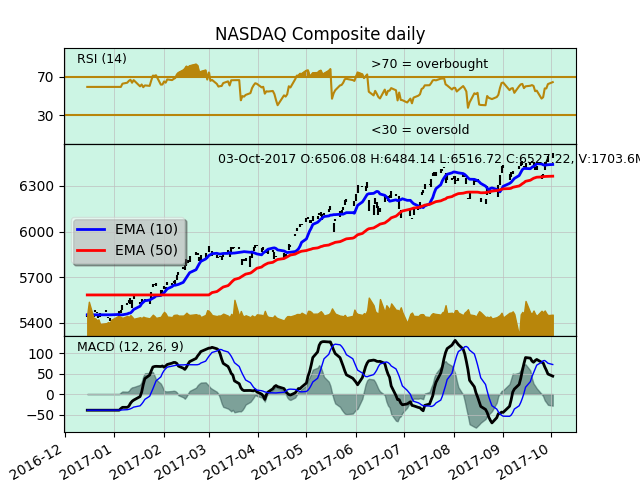 NASDAQ Composite daily
RSI (14)
>70 = overbought
70
30
<30 = oversold
03-Oct-2017 O:6506.08 H:6484.14 L:6516.72 C:6527.22, V:1703.6M
6300
6000
5700
5400
EMA (10)
EMA (50)
MACD (12, 26, 9)
100
50
0
−50
2016-12
2017-01
2017-02
2017-03
2017-04
2017-05
2017-06
2017-07
2017-08
2017-09
2017-10